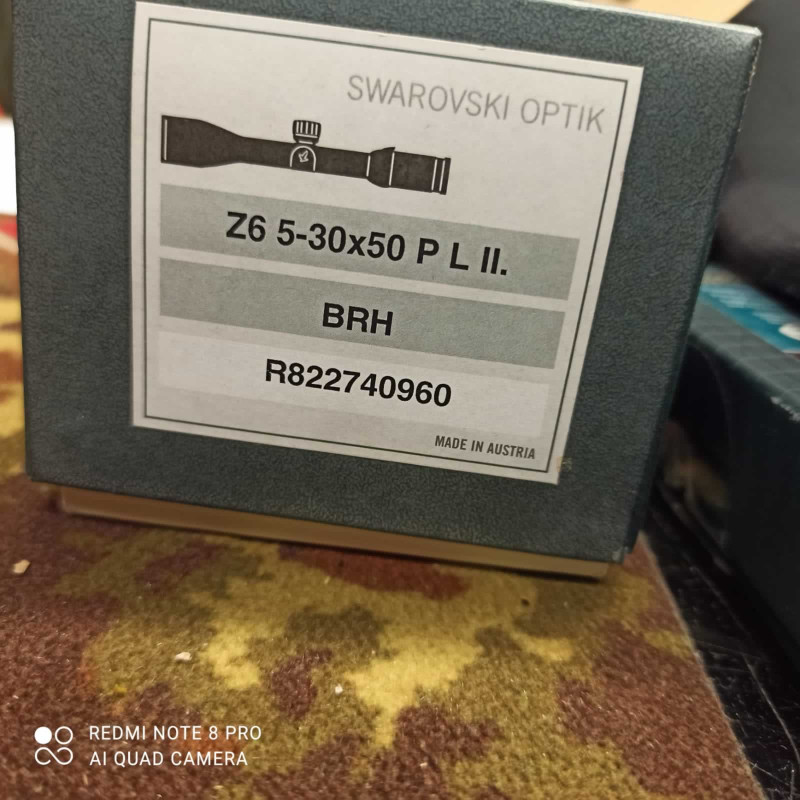 SWAROVSKI OPTIK
Z6 5-30x50 P L II.
BRH
R822740960
MADE IN AUSTRIA
REDMI NOTE 8 PRO
AI QUAD CAMERA